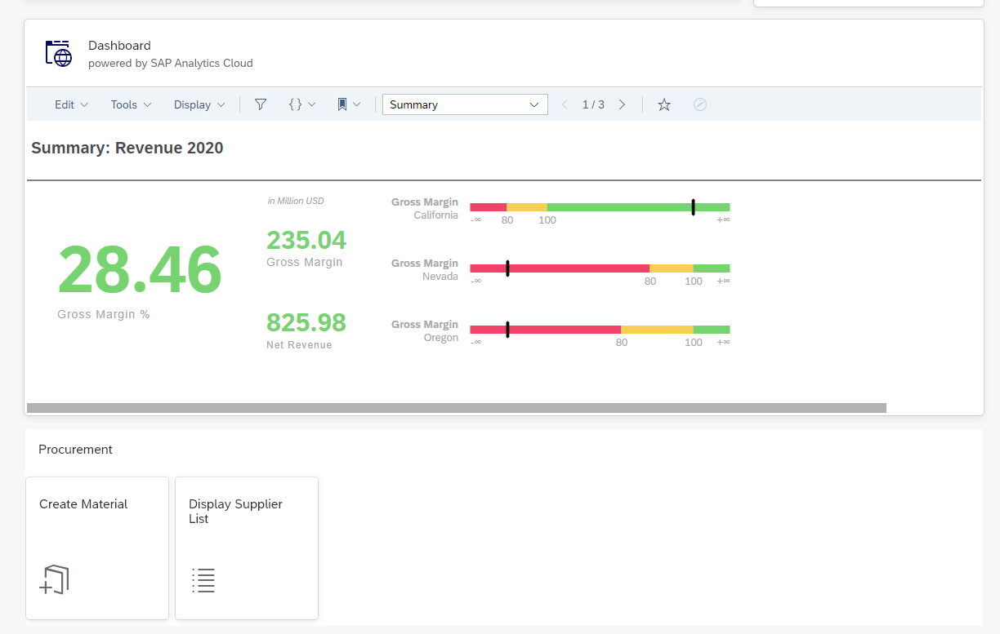 Dashboard
powered by SAP Analytics Cloud
Edit Tools Display { } Summary 1 / 3
Summary: Revenue 2020
in Million USD
28.46
Gross Margin %
235.04
Gross Margin
825.98
Net Revenue
Gross Margin
California
-∞ 80 100 +∞
Gross Margin
Nevada
-∞ 80 100 +∞
Gross Margin
Oregon
-∞ 80 100 +∞
Procurement
Create Material
Display Supplier
List